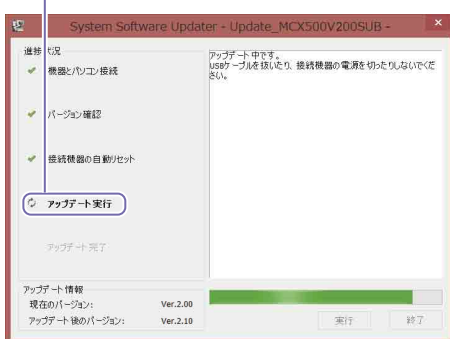 System Software Updater - Update_MCX500V200SUB -
進捗状況
機器とパソコン接続
バージョン確認
接続機器の自動リセット
アップデート実行
アップデート完了
アップデート中です。
USBケーブルを抜いたり、接続機器の電源を切ったりしないでくだ
さい。
アップデート情報
現在のバージョン: Ver.2.00
アップデート後のバージョン: Ver.2.10
実行 終了